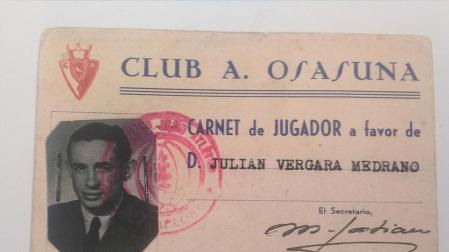 CLUB A. OSASUNA
CARNET de JUGADOR a favor de
D. JULIAN VERGARA MEDRANO
El Secretario,